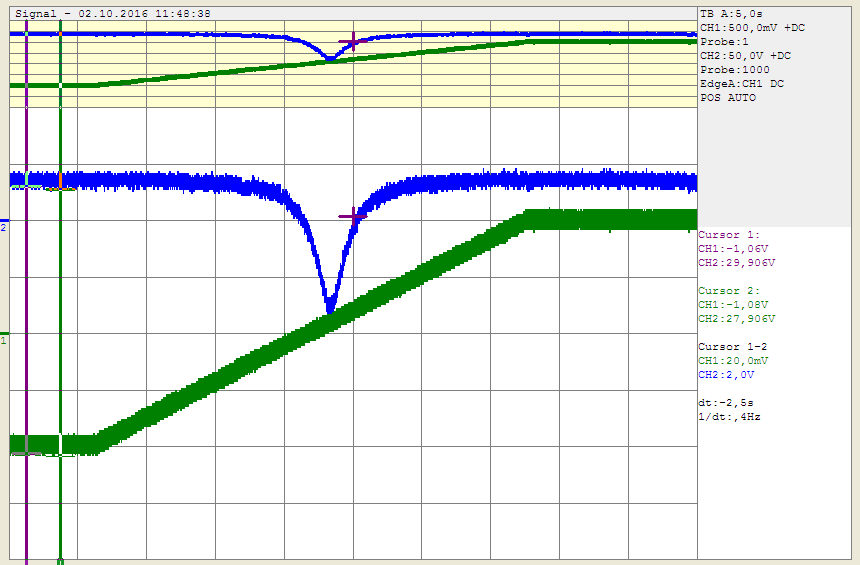 Signal - 02.10.2016 11:48:38
TB A:5,0s
CH1:500,0mV +DC
Probe:1
CH2:50,0V +DC
Probe:1000
EdgeA:CH1 DC
POS AUTO
2
1
Cursor 1:
CH1:-1,06V
CH2:29,906V
Cursor 2:
CH1:-1,08V
CH2:27,906V
Cursor 1-2
CH1:20,0mV
CH2:2,0V
dt:-2,5s
1/dt:,4Hz